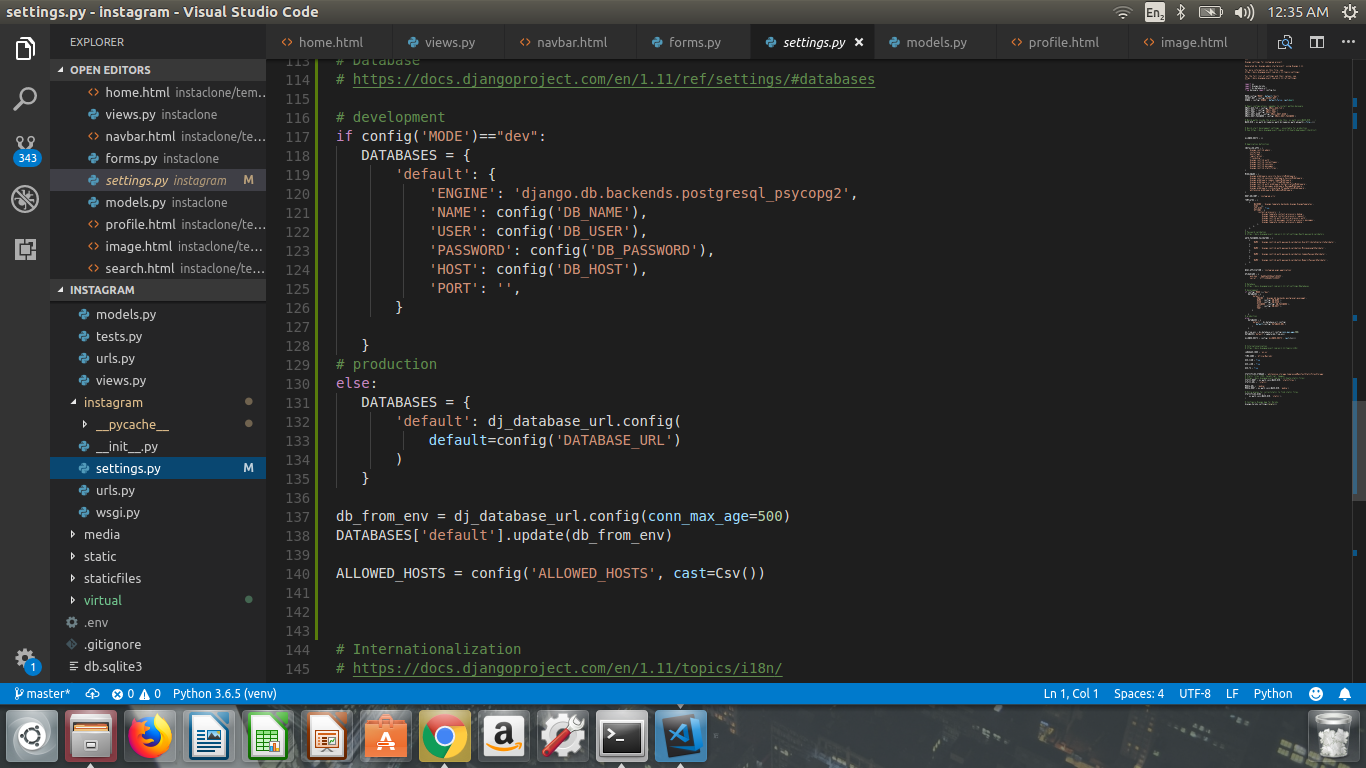 settings.py - instagram - Visual Studio Code
En2
12:35 AM
EXPLORER
home.html
views.py
navbar.html
forms.py
settings.py
models.py
profile.html
image.html
OPEN EDITORS
home.html instaclone/tem...
views.py instaclone
navbar.html instaclone/te...
forms.py instaclone
settings.py instagram M
models.py instaclone
profile.html instaclone/te...
image.html instaclone/te...
search.html instaclone/te...
INSTAGRAM
models.py
tests.py
urls.py
views.py
instagram
__pycache__
__init__.py
settings.py M
urls.py
wsgi.py
media
static
staticfiles
virtual
.env
.gitignore
db.sqlite3
343
1
113 # Database
114 # https://docs.djangoproject.com/en/1.11/ref/settings/#databases
115
116 # development
117 if config('MODE')=="dev":
118 DATABASES = {
119 'default': {
120 'ENGINE': 'django.db.backends.postgresql_psycopg2',
121 'NAME': config('DB_NAME'),
122 'USER': config('DB_USER'),
123 'PASSWORD': config('DB_PASSWORD'),
124 'HOST': config('DB_HOST'),
125 'PORT': '',
126 }
127
128 }
129 # production
130 else:
131 DATABASES = {
132 'default': dj_database_url.config(
133 default=config('DATABASE_URL')
134 )
135 }
136
137 db_from_env = dj_database_url.config(conn_max_age=500)
138 DATABASES['default'].update(db_from_env)
139
140 ALLOWED_HOSTS = config('ALLOWED_HOSTS', cast=Csv())
141
142
143
144 # Internationalization
145 # https://docs.djangoproject.com/en/1.11/topics/i18n/
master* 0 0 Python 3.6.5 (venv)
Ln 1, Col 1 Spaces: 4 UTF-8 LF Python